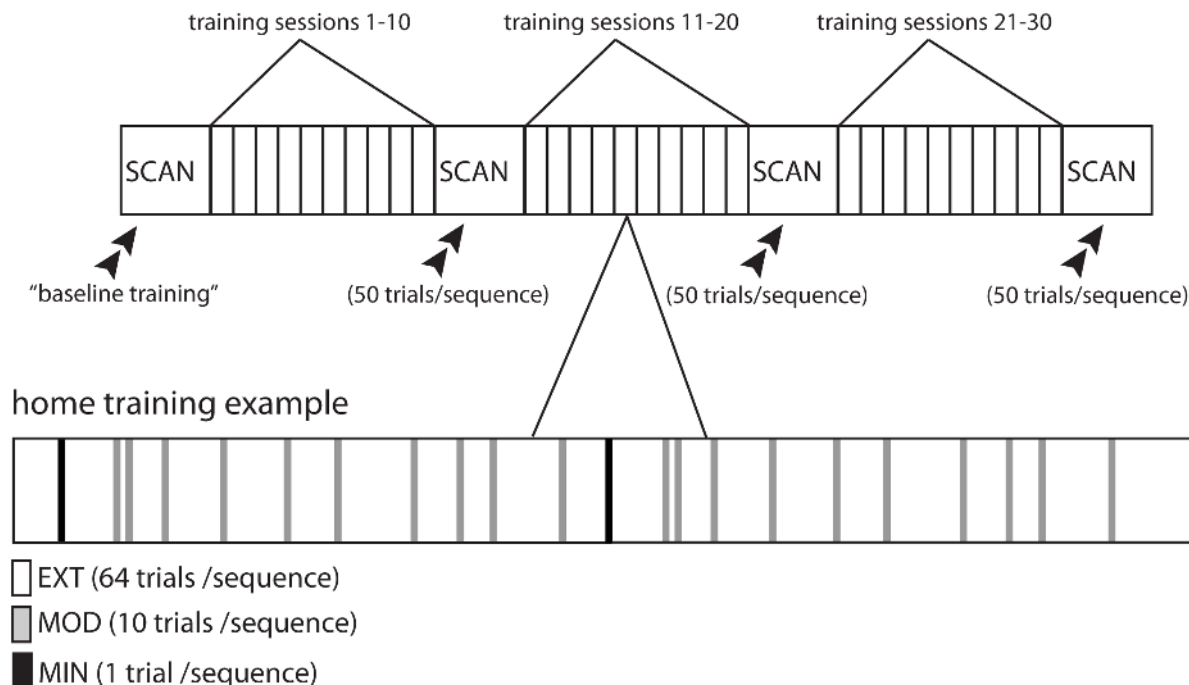 training sessions 1-10
training sessions 11-20
training sessions 21-30
SCAN
SCAN
SCAN
SCAN
“baseline training”
(50 trials/sequence)
(50 trials/sequence)
(50 trials/sequence)
home training example
EXT (64 trials /sequence)
MOD (10 trials /sequence)
MIN (1 trial /sequence)